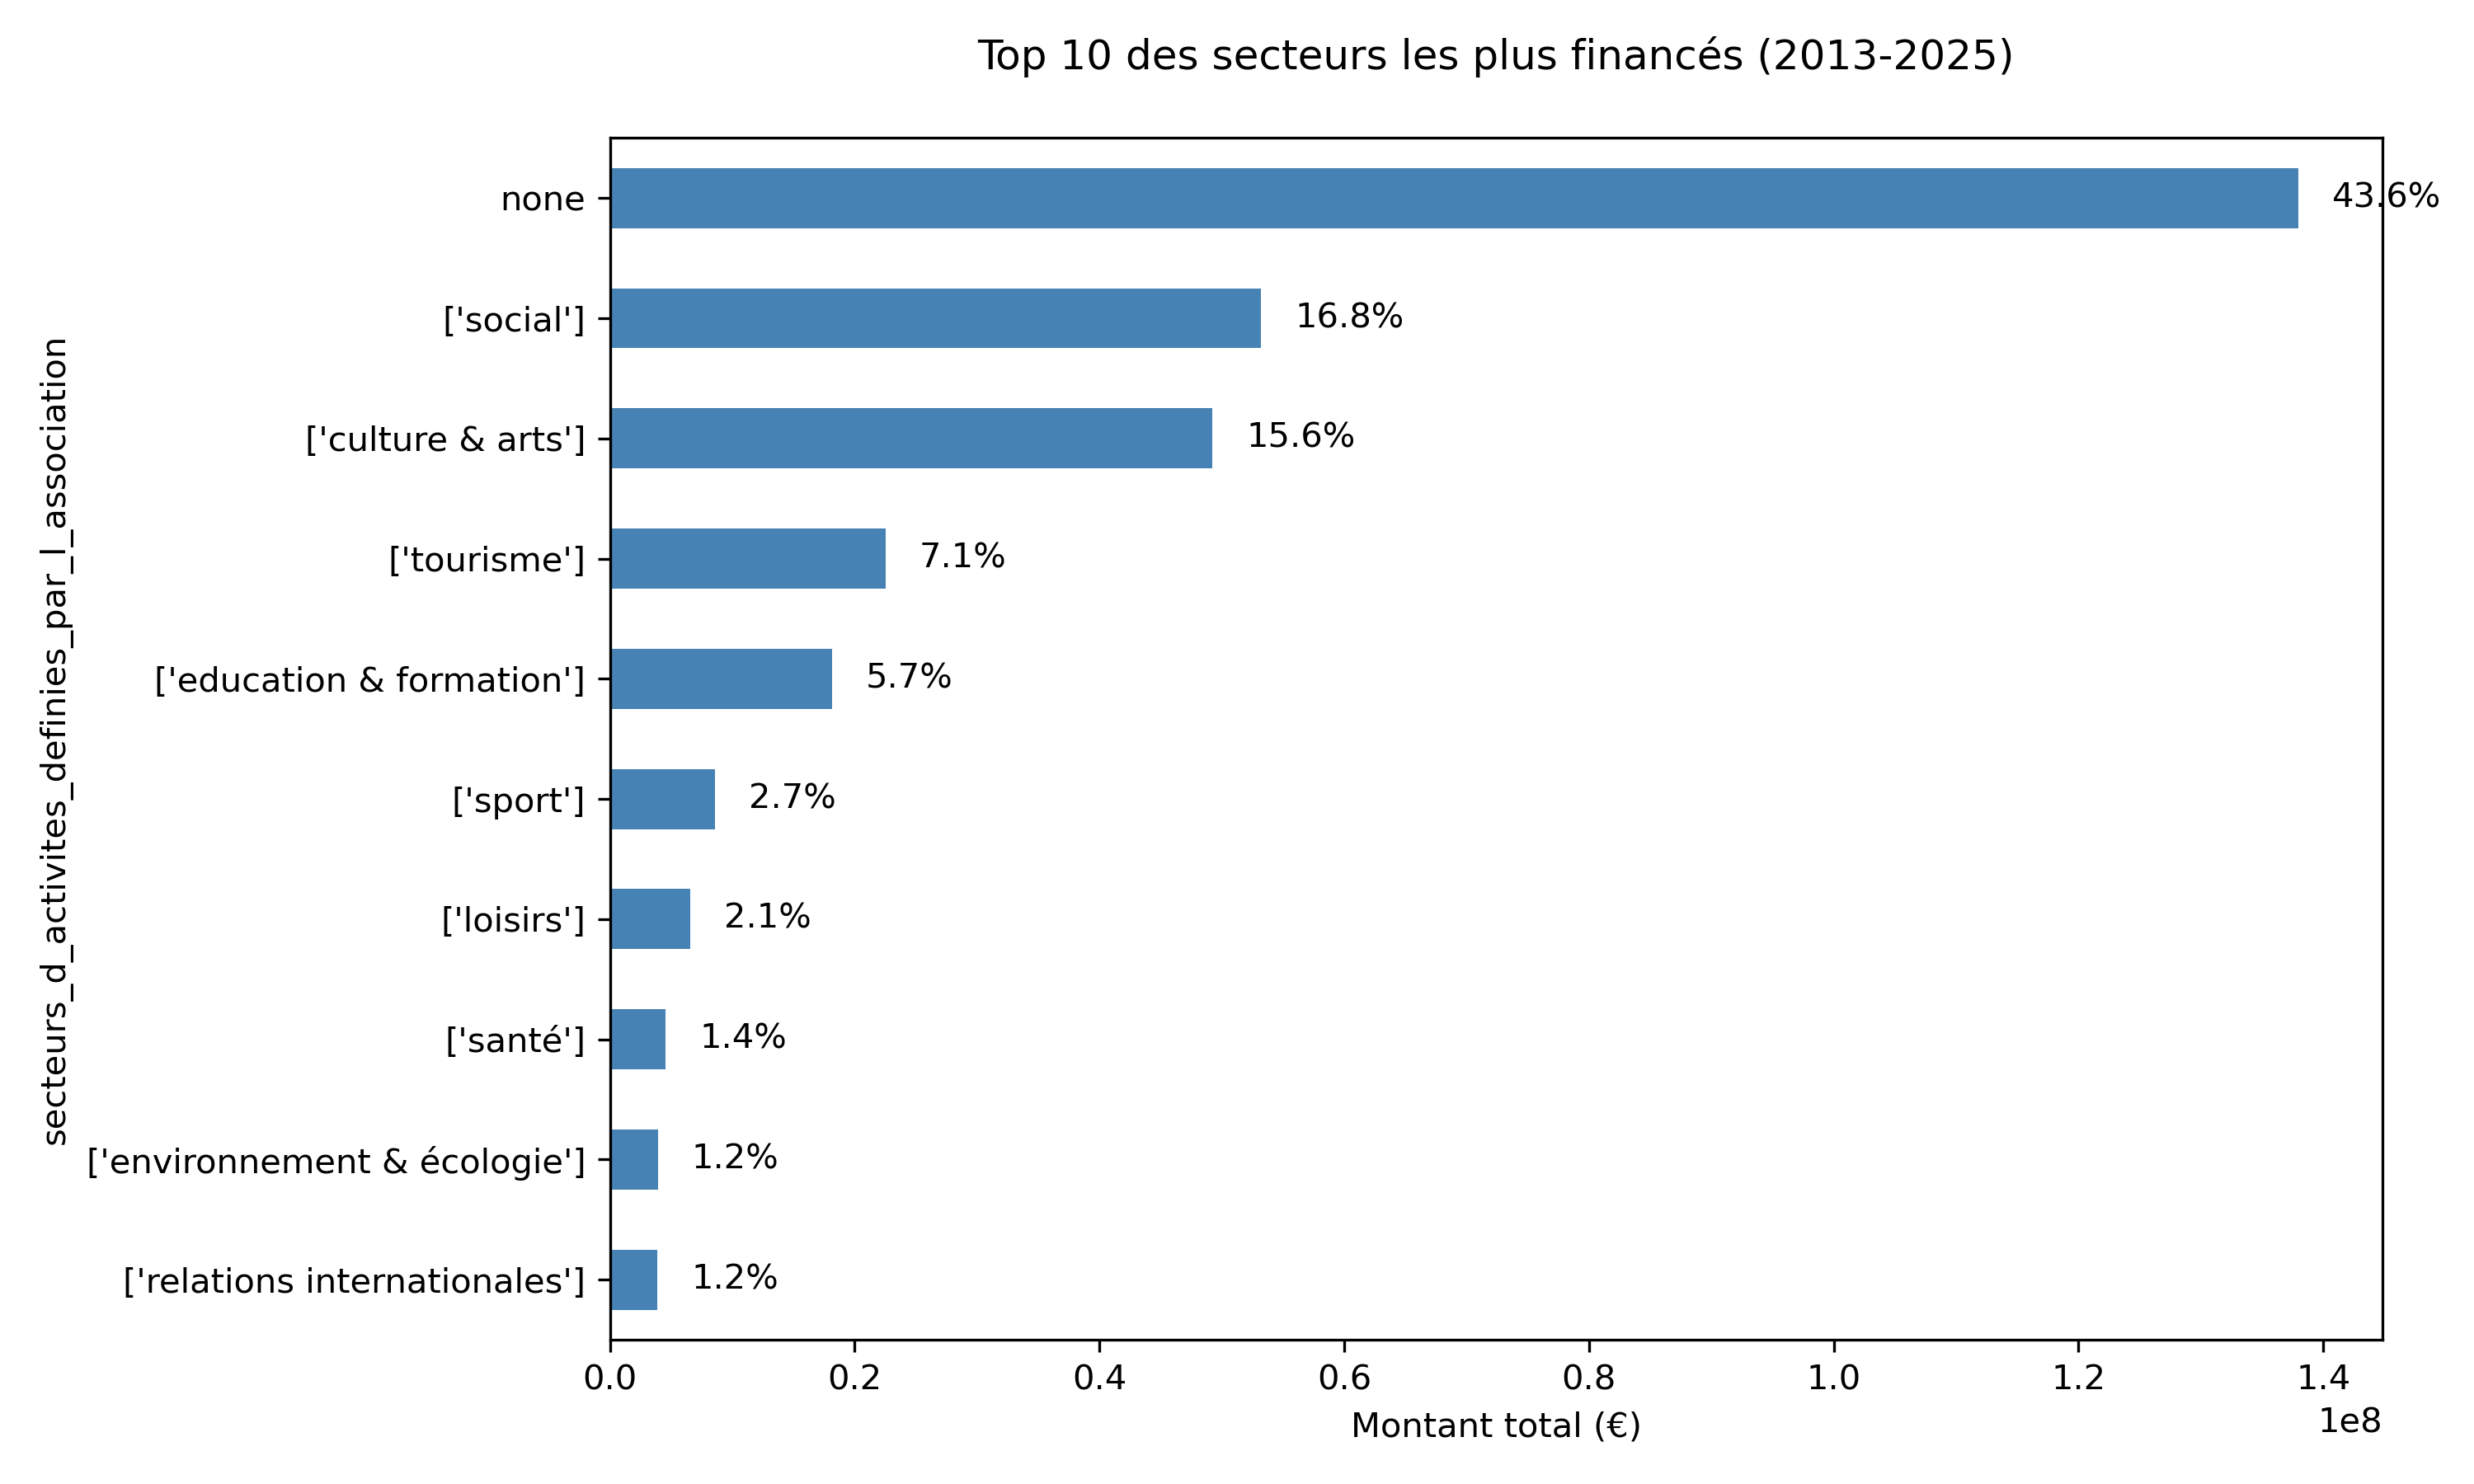 Top 10 des secteurs les plus financés (2013-2025)
secteurs_d_activites_definies_par_l_association
none
43.6%
['social']
16.8%
['culture & arts']
15.6%
['tourisme']
7.1%
['education & formation']
5.7%
['sport']
2.7%
['loisirs']
2.1%
['santé']
1.4%
['environnement & écologie']
1.2%
['relations internationales']
1.2%
0.0 0.2 0.4 0.6 0.8 1.0 1.2 1.4
1e8
Montant total (€)